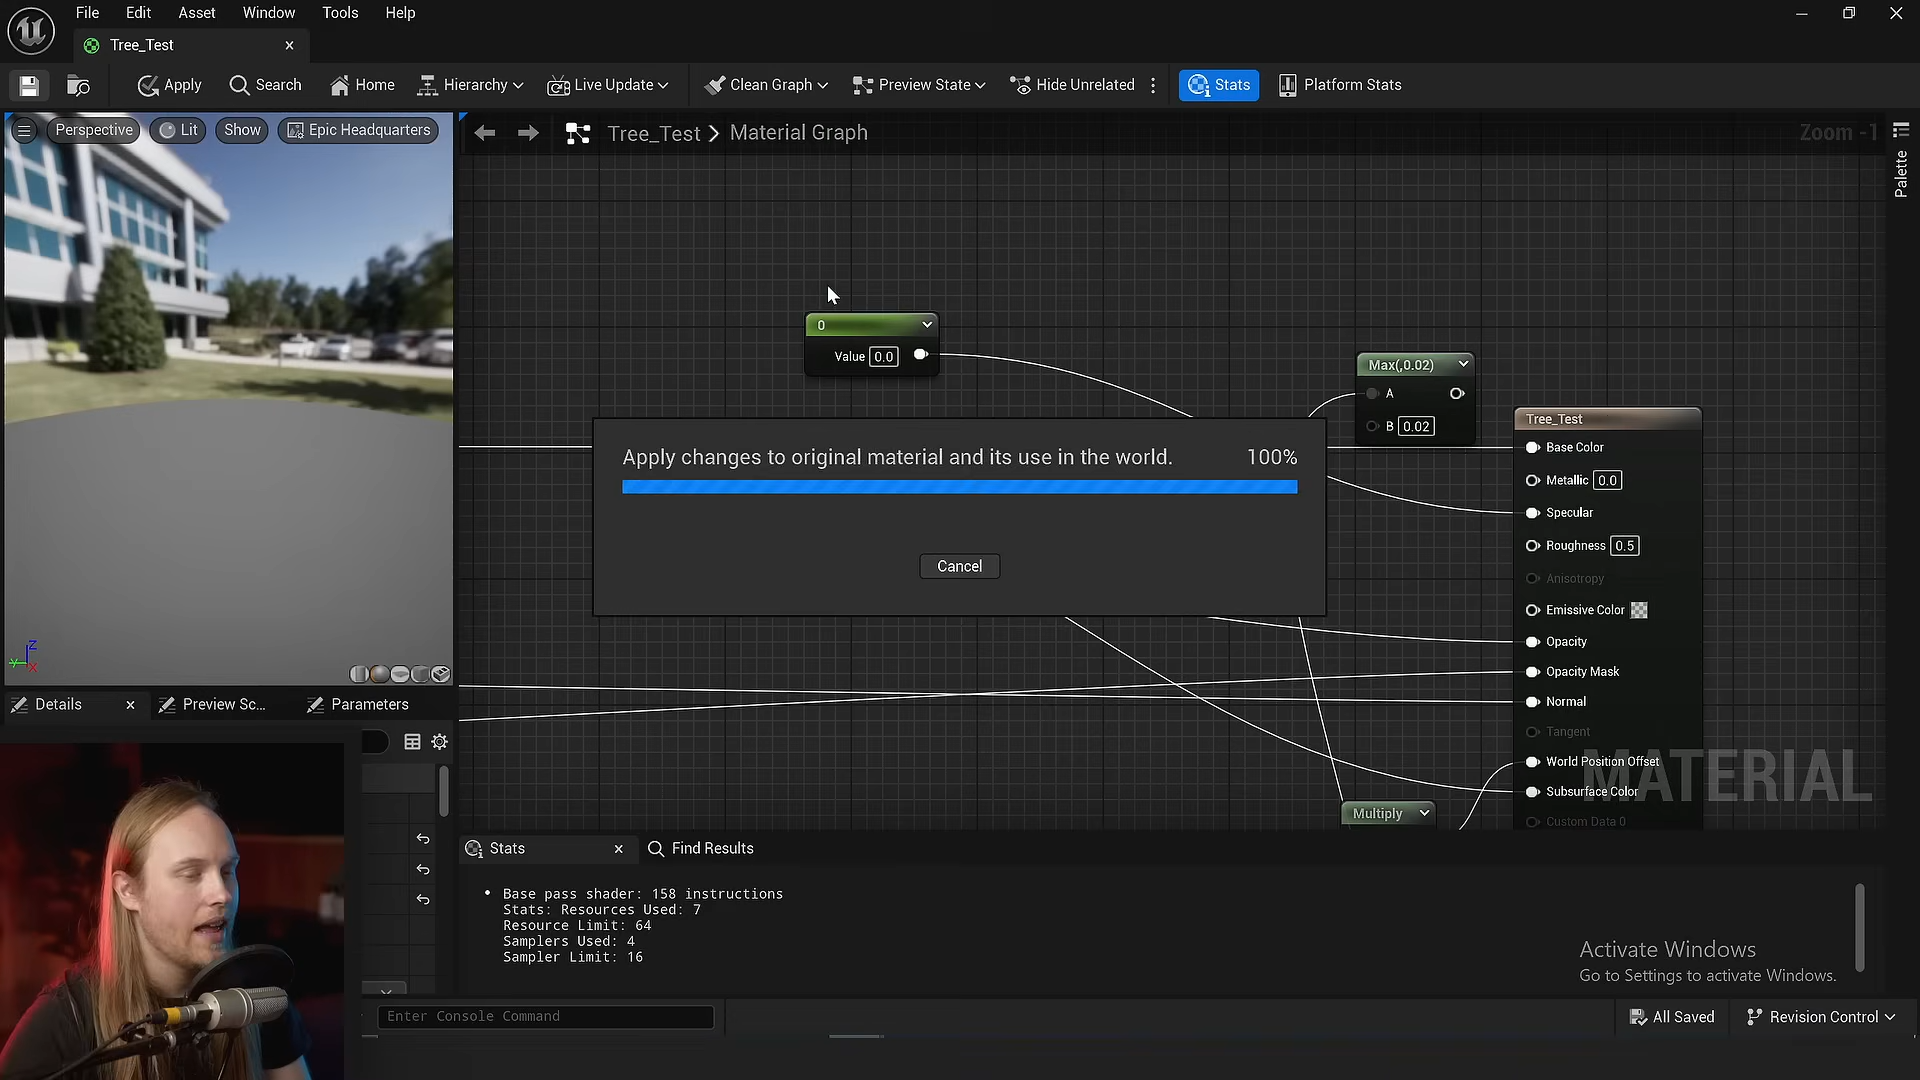 File Edit Asset Window Tools Help
Tree_Test
Apply Search Home Hierarchy Live Update Clean Graph Preview State Hide Unrelated Stats Platform Stats
Perspective Lit Show Epic Headquarters
Tree_Test > Material Graph
Zoom -1
Palette
0
Value 0.0
Max(,0.02)
A
B 0.02
Tree_Test
Base Color
Metallic 0.0
Specular
Roughness 0.5
Anisotropy
Emissive Color
Opacity
Opacity Mask
Normal
Tangent
World Position Offset
Subsurface Color
Custom Data 0
MATERIAL
Multiply
Apply changes to original material and its use in the world. 100%
Cancel
Z
Y
X
Details Preview Sc... Parameters
Stats Find Results
Base pass shader: 158 instructions
Stats: Resources Used: 7
Resource Limit: 64
Samplers Used: 4
Sampler Limit: 16
Activate Windows
Go to Settings to activate Windows.
Enter Console Command
All Saved Revision Control